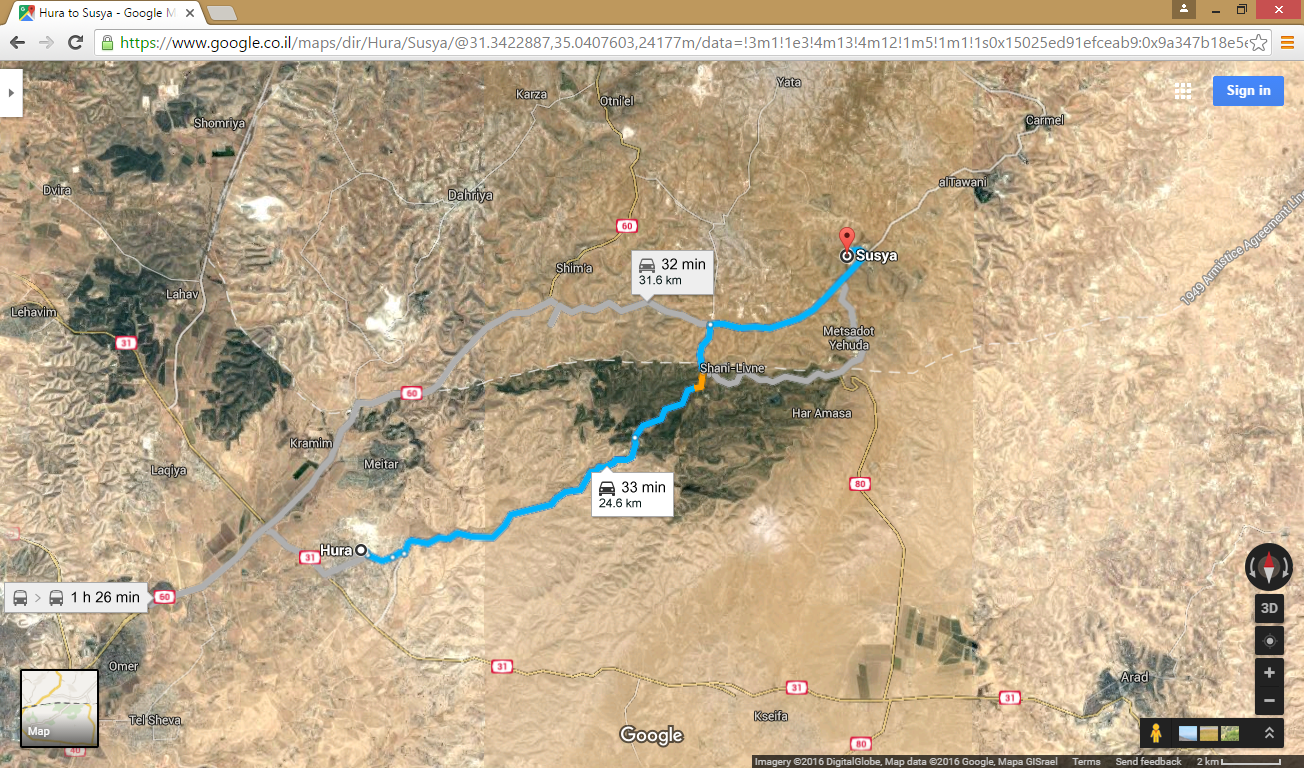 Hura to Susya - Google M
https://www.google.co.il/maps/dir/Hura/Susya/@31.3422887,35.0407603,24177m/data=!3m1!1e3!4m13!4m12!1m5!1m1!1s0x15025ed91efceab9:0x9a347b18e5e
Sign in
Karza
Otni'el
Yata
Shomriya
Carmel
Dvira
Dahriya
alTawani
60
1949 Armistice Agreement Line
Shim'a
32 min
31.6 km
Susya
Lahav
Lehavim
31
Metsadot
Yehuda
Shani-Livne
60
Har Amasa
Kramim
Meitar
Laqiya
33 min
24.6 km
80
Hura
31
1 h 26 min
60
3D
Omer
31
Arad
31
31
Tel Sheva
Kseifa
Map
Google
80
40
Imagery ©2016 DigitalGlobe, Map data ©2016 Google, Mapa GISrael
Terms
Send feedback
2 km